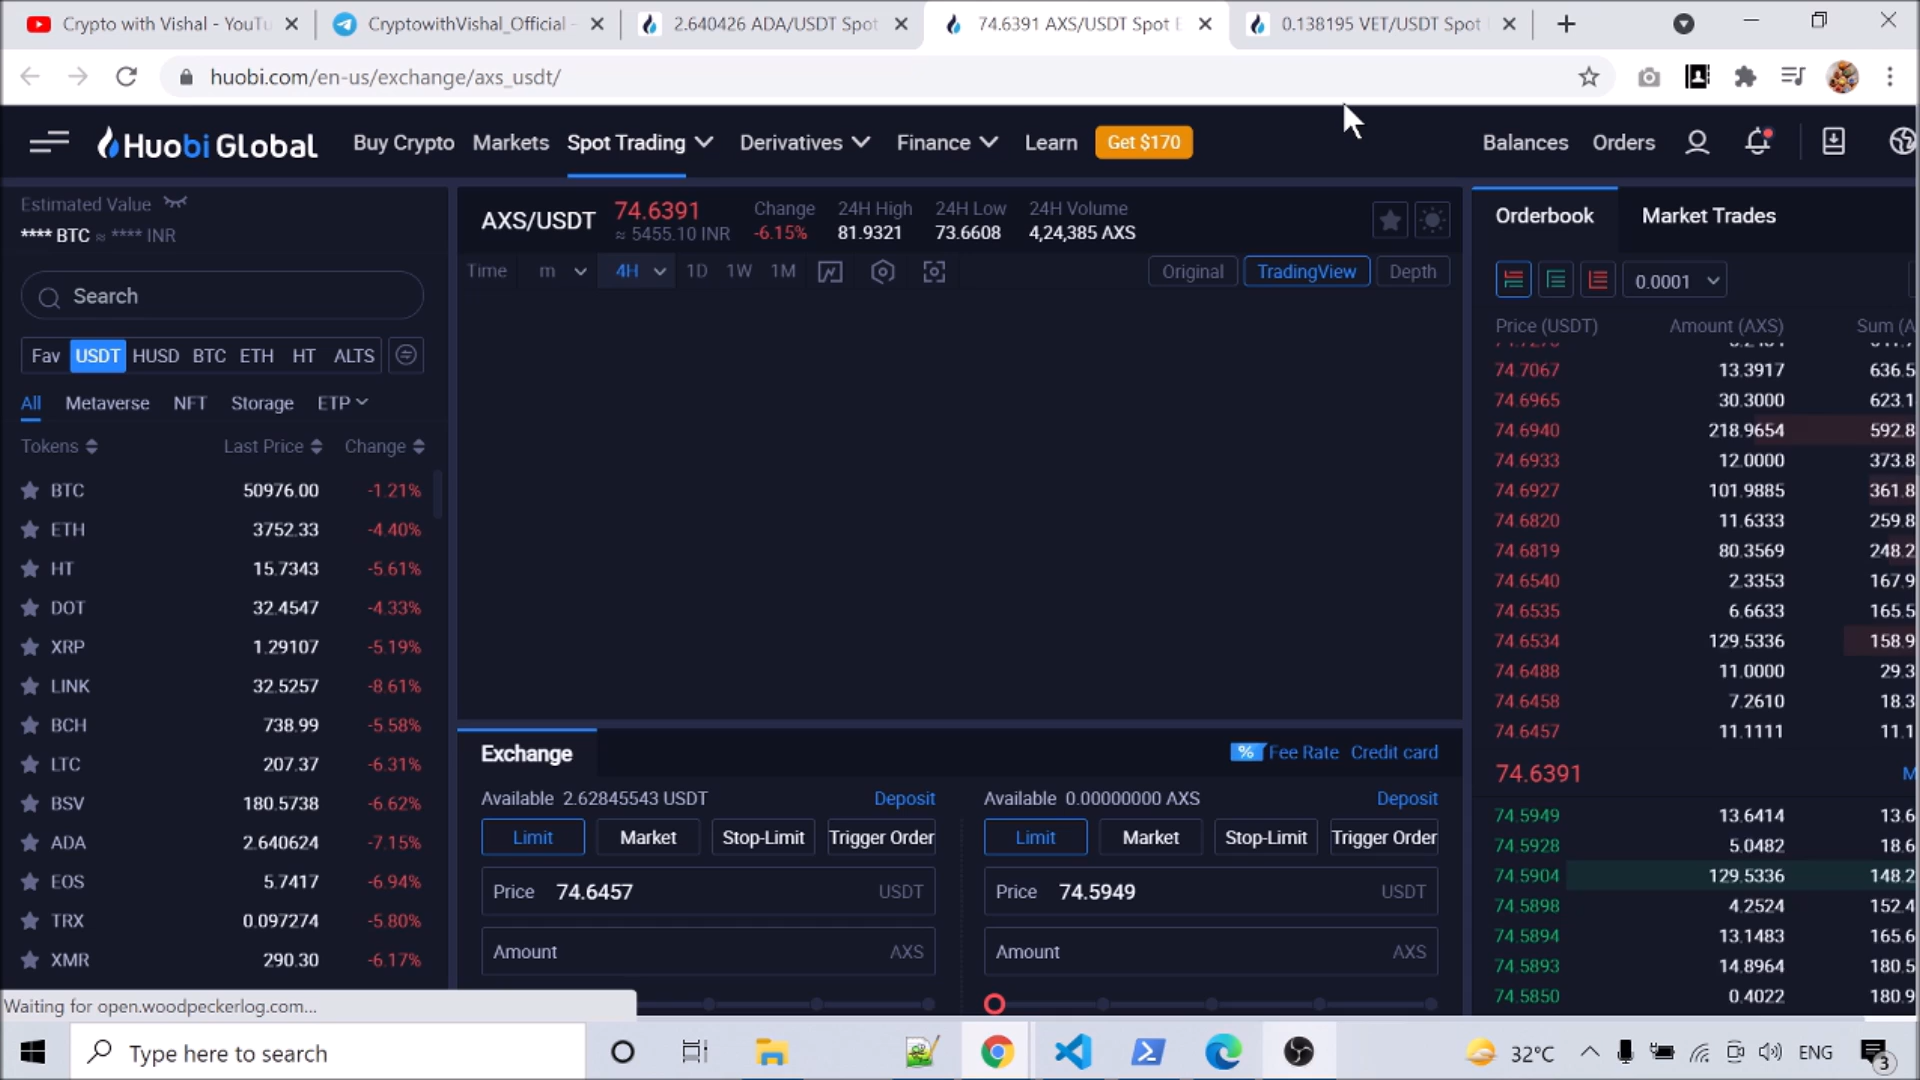 Crypto with Vishal - YouTu
CryptowithVishal_Official -
2.640426 ADA/USDT Spot
74.6391 AXS/USDT Spot E
0.138195 VET/USDT Spot
huobi.com/en-us/exchange/axs_usdt/
Huobi Global
Buy Crypto
Markets
Spot Trading
Derivatives
Finance
Learn
Get $170
Balances
Orders
Estimated Value
**** BTC ≈ **** INR
Search
Fav USDT HUSD BTC ETH HT ALTS
All Metaverse NFT Storage ETP
Tokens Last Price Change
BTC 50976.00 -1.21%
ETH 3752.33 -4.40%
HT 15.7343 -5.61%
DOT 32.4547 -4.33%
XRP 1.29107 -5.19%
LINK 32.5257 -8.61%
BCH 738.99 -5.58%
LTC 207.37 -6.31%
BSV 180.5738 -6.62%
ADA 2.640624 -7.15%
EOS 5.7417 -6.94%
TRX 0.097274 -5.80%
XMR 290.30 -6.17%
Waiting for open.woodpeckerlog.com...
AXS/USDT
74.6391
≈ 5455.10 INR
Change
-6.15%
24H High
81.9321
24H Low
73.6608
24H Volume
4,24,385 AXS
Time m 4H 1D 1W 1M
Original TradingView Depth
Exchange
% Fee Rate Credit card
Available 2.62845543 USDT Deposit
Limit Market Stop-Limit Trigger Order
Price 74.6457 USDT
Amount AXS
Available 0.00000000 AXS Deposit
Limit Market Stop-Limit Trigger Order
Price 74.5949 USDT
Amount AXS
Orderbook Market Trades
0.0001
Price (USDT) Amount (AXS) Sum (A
74.7067 13.3917 636.5
74.6965 30.3000 623.1
74.6940 218.9654 592.8
74.6933 12.0000 373.8
74.6927 101.9885 361.8
74.6820 11.6333 259.8
74.6819 80.3569 248.2
74.6540 2.3353 167.9
74.6535 6.6633 165.5
74.6534 129.5336 158.9
74.6488 11.0000 29.3
74.6458 7.2610 18.3
74.6457 11.1111 11.1
74.6391 M
74.5949 13.6414 13.6
74.5928 5.0482 18.6
74.5904 129.5336 148.2
74.5898 4.2524 152.4
74.5894 13.1483 165.6
74.5893 14.8964 180.5
74.5850 0.4022 180.9
Type here to search
32°C
ENG
3